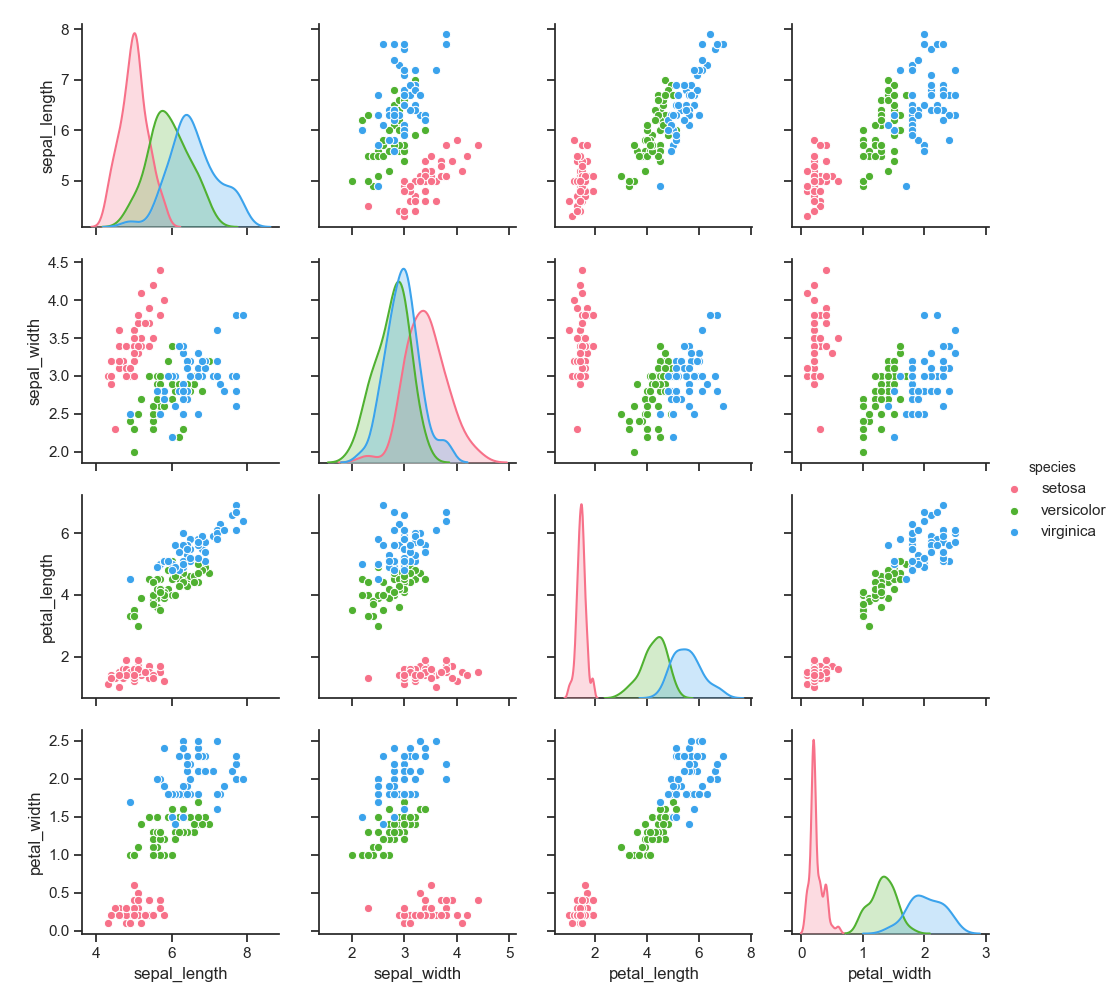 8
7
6
5
sepal_length
4 6 8
4.5
4.0
3.5
3.0
2.5
2.0
sepal_width
species
setosa
versicolor
virginica
6
4
2
petal_length
2.5
2.0
1.5
1.0
0.5
0.0
petal_width
4 6 8
2 3 4 5
2 4 6 8
0 1 2 3
sepal_length
sepal_width
petal_length
petal_width